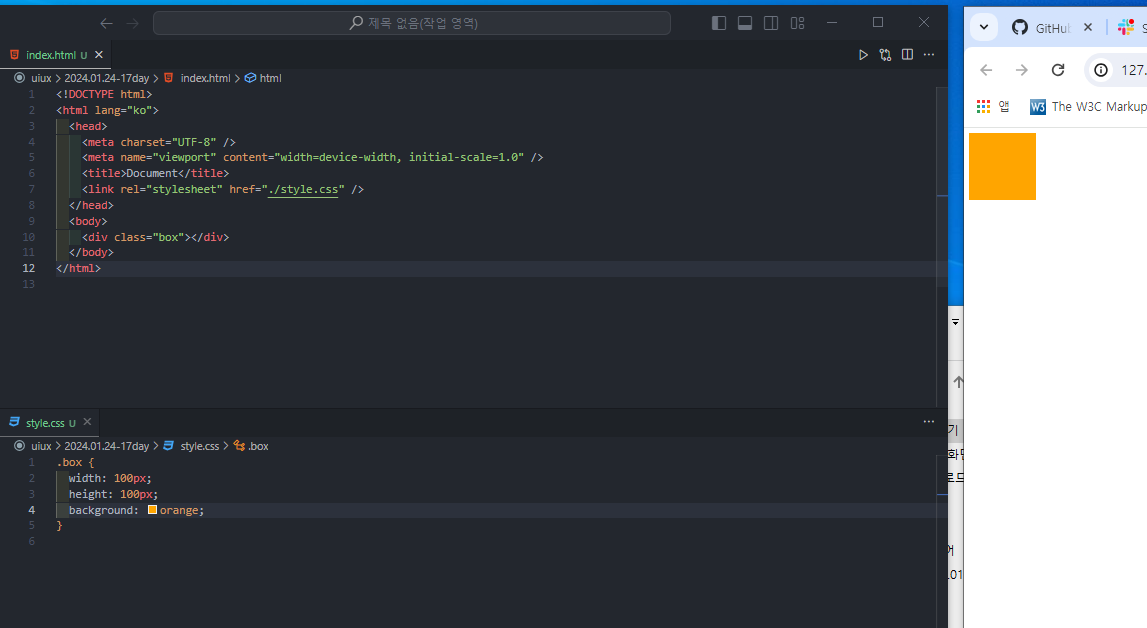 제목 없음(작업 영역)
index.html U
uiux > 2024.01.24-17day > index.html > html
1 <!DOCTYPE html>
2 <html lang="ko">
3 <head>
4 <meta charset="UTF-8" />
5 <meta name="viewport" content="width=device-width, initial-scale=1.0" />
6 <title>Document</title>
7 <link rel="stylesheet" href="./style.css" />
8 </head>
9 <body>
10 <div class="box"></div>
11 </body>
12 </html>
13
style.css U
uiux > 2024.01.24-17day > style.css > .box
1 .box {
2 width: 100px;
3 height: 100px;
4 background: orange;
5 }
6
GitHub
127.
앱 W3 The W3C Markup
기
어